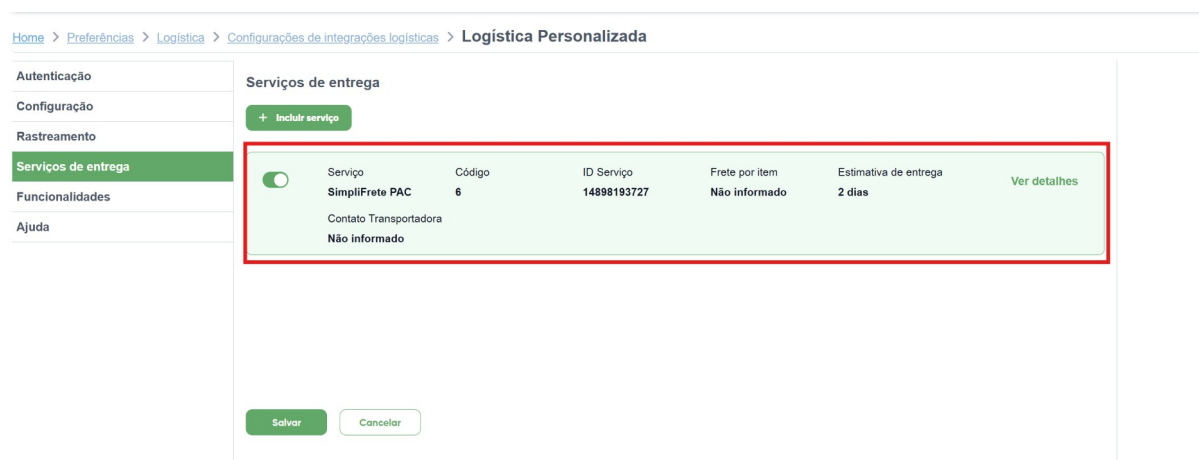 Home > Preferências > Logística > Configurações de integrações logísticas > Logística Personalizada
Autenticação
Configuração
Rastreamento
Serviços de entrega
Funcionalidades
Ajuda
Serviços de entrega
+ Incluir serviço
Serviço Código ID Serviço Frete por item Estimativa de entrega
SimpliFrete PAC 6 14898193727 Não informado 2 dias
Ver detalhes
Contato Transportadora
Não informado
Salvar Cancelar